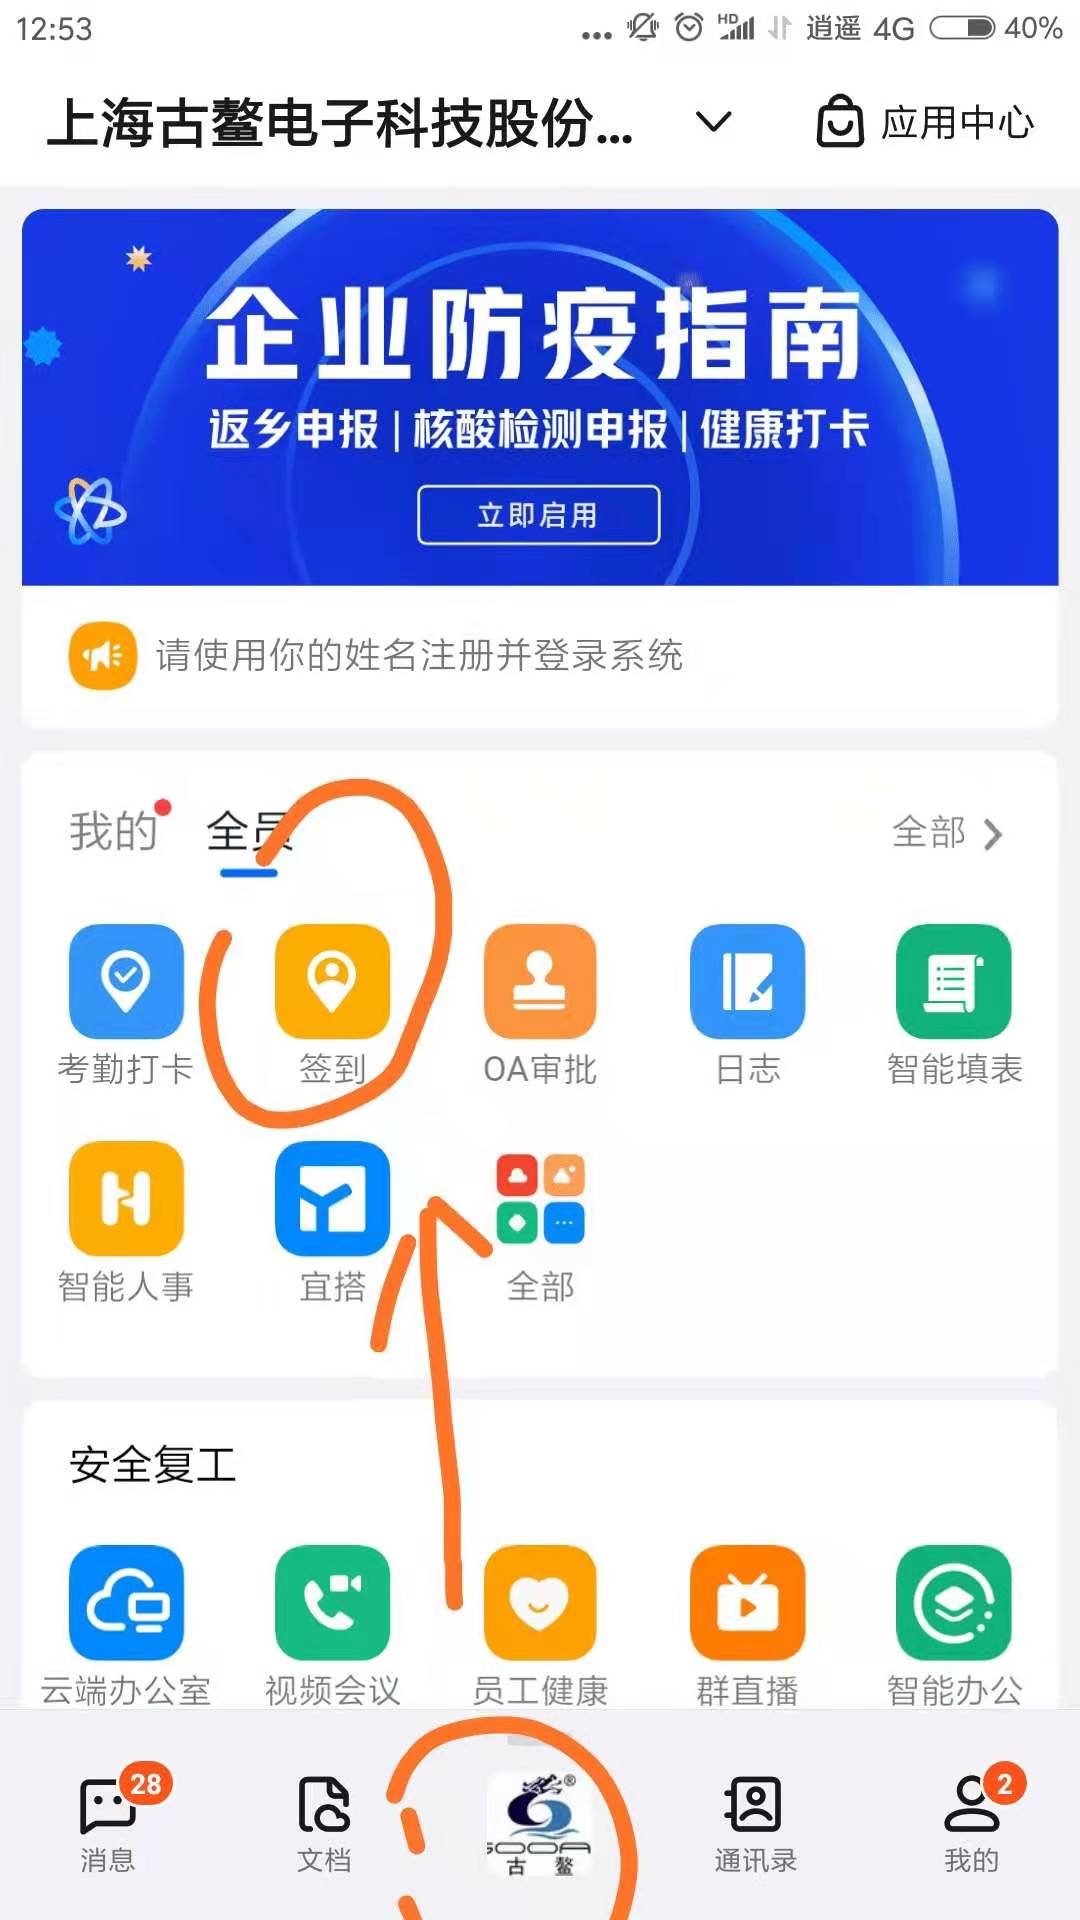 12:53 ... HD 逍遥 4G 40%
上海古鳌电子科技股份... 应用中心
企业防疫指南
返乡申报|核酸检测申报|健康打卡
立即启用
请使用你的姓名注册并登录系统
我的 全员 全部
考勤打卡 签到 OA审批 日志 智能填表
智能人事 宜搭 全部
安全复工
云端办公室 视频会议 员工健康 群直播 智能办公
28 ® 2
GOOA
古鳌
消息 文档 通讯录 我的